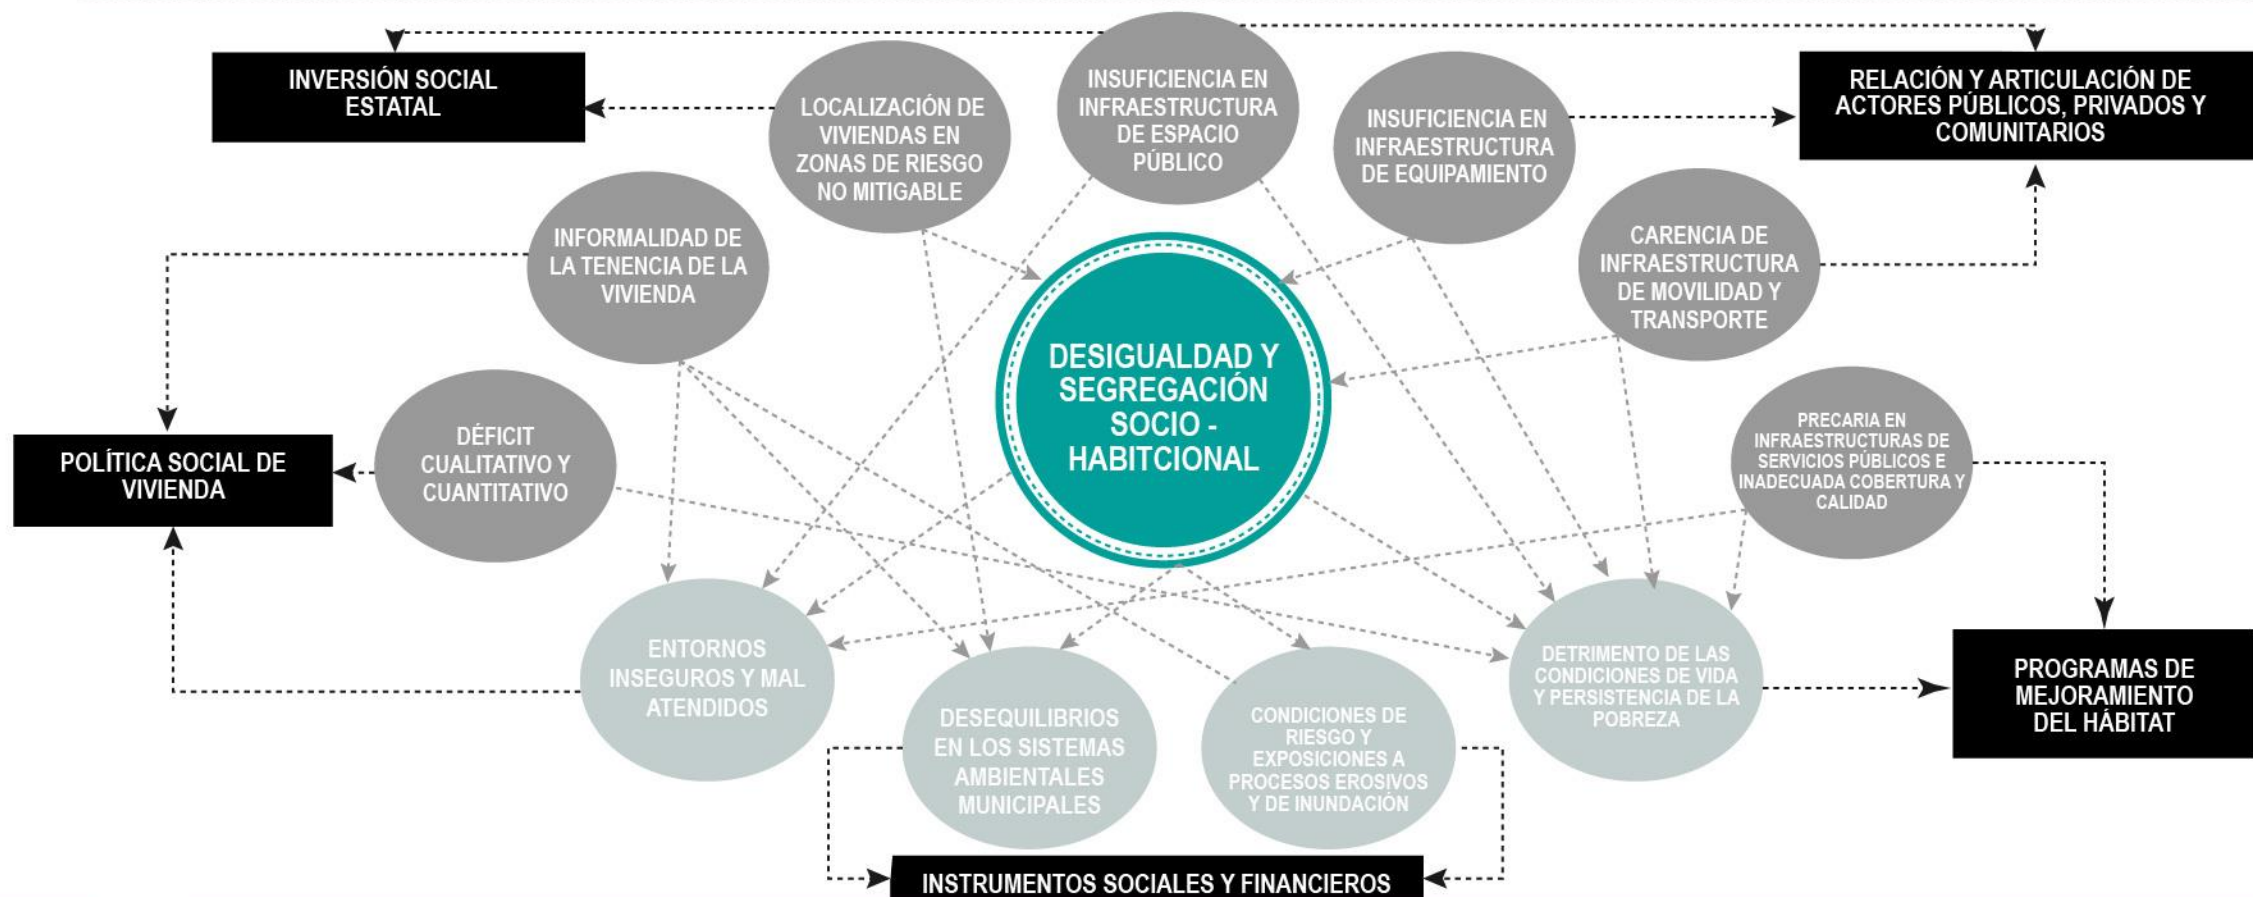 INVERSIÓN SOCIAL
ESTATAL
LOCALIZACIÓN DE
VIVIENDAS EN
ZONAS DE RIESGO
NO MITIGABLE
INSUFICIENCIA EN
INFRAESTRUCTURA
DE ESPACIO
PÚBLICO
INSUFICIENCIA EN
INFRAESTRUCTURA
DE EQUIPAMIENTO
RELACIÓN Y ARTICULACIÓN DE
ACTORES PÚBLICOS, PRIVADOS Y
COMUNITARIOS
INFORMALIDAD DE
LA TENENCIA DE LA
VIVIENDA
CARENCIA DE
INFRAESTRUCTURA
DE MOVILIDAD Y
TRANSPORTE
DESIGUALDAD Y
SEGREGACIÓN
SOCIO -
HABITCIONAL
POLÍTICA SOCIAL DE
VIVIENDA
DÉFICIT
CUALITATIVO Y
CUANTITATIVO
PRECARIA EN
INFRAESTRUCTURAS DE
SERVICIOS PÚBLICOS E
INADECUADA COBERTURA Y
CALIDAD
ENTORNOS
INSEGUROS Y MAL
ATENDIDOS
DESEQUILIBRIOS
EN LOS SISTEMAS
AMBIENTALES
MUNICIPALES
CONDICIONES DE
RIESGO Y
EXPOSICIONES A
PROCESOS EROSIVOS
Y DE INUNDACIÓN
DETRIMENTO DE LAS
CONDICIONES DE VIDA
Y PERSISTENCIA DE LA
POBREZA
PROGRAMAS DE
MEJORAMIENTO
DEL HÁBITAT
INSTRUMENTOS SOCIALES Y FINANCIEROS